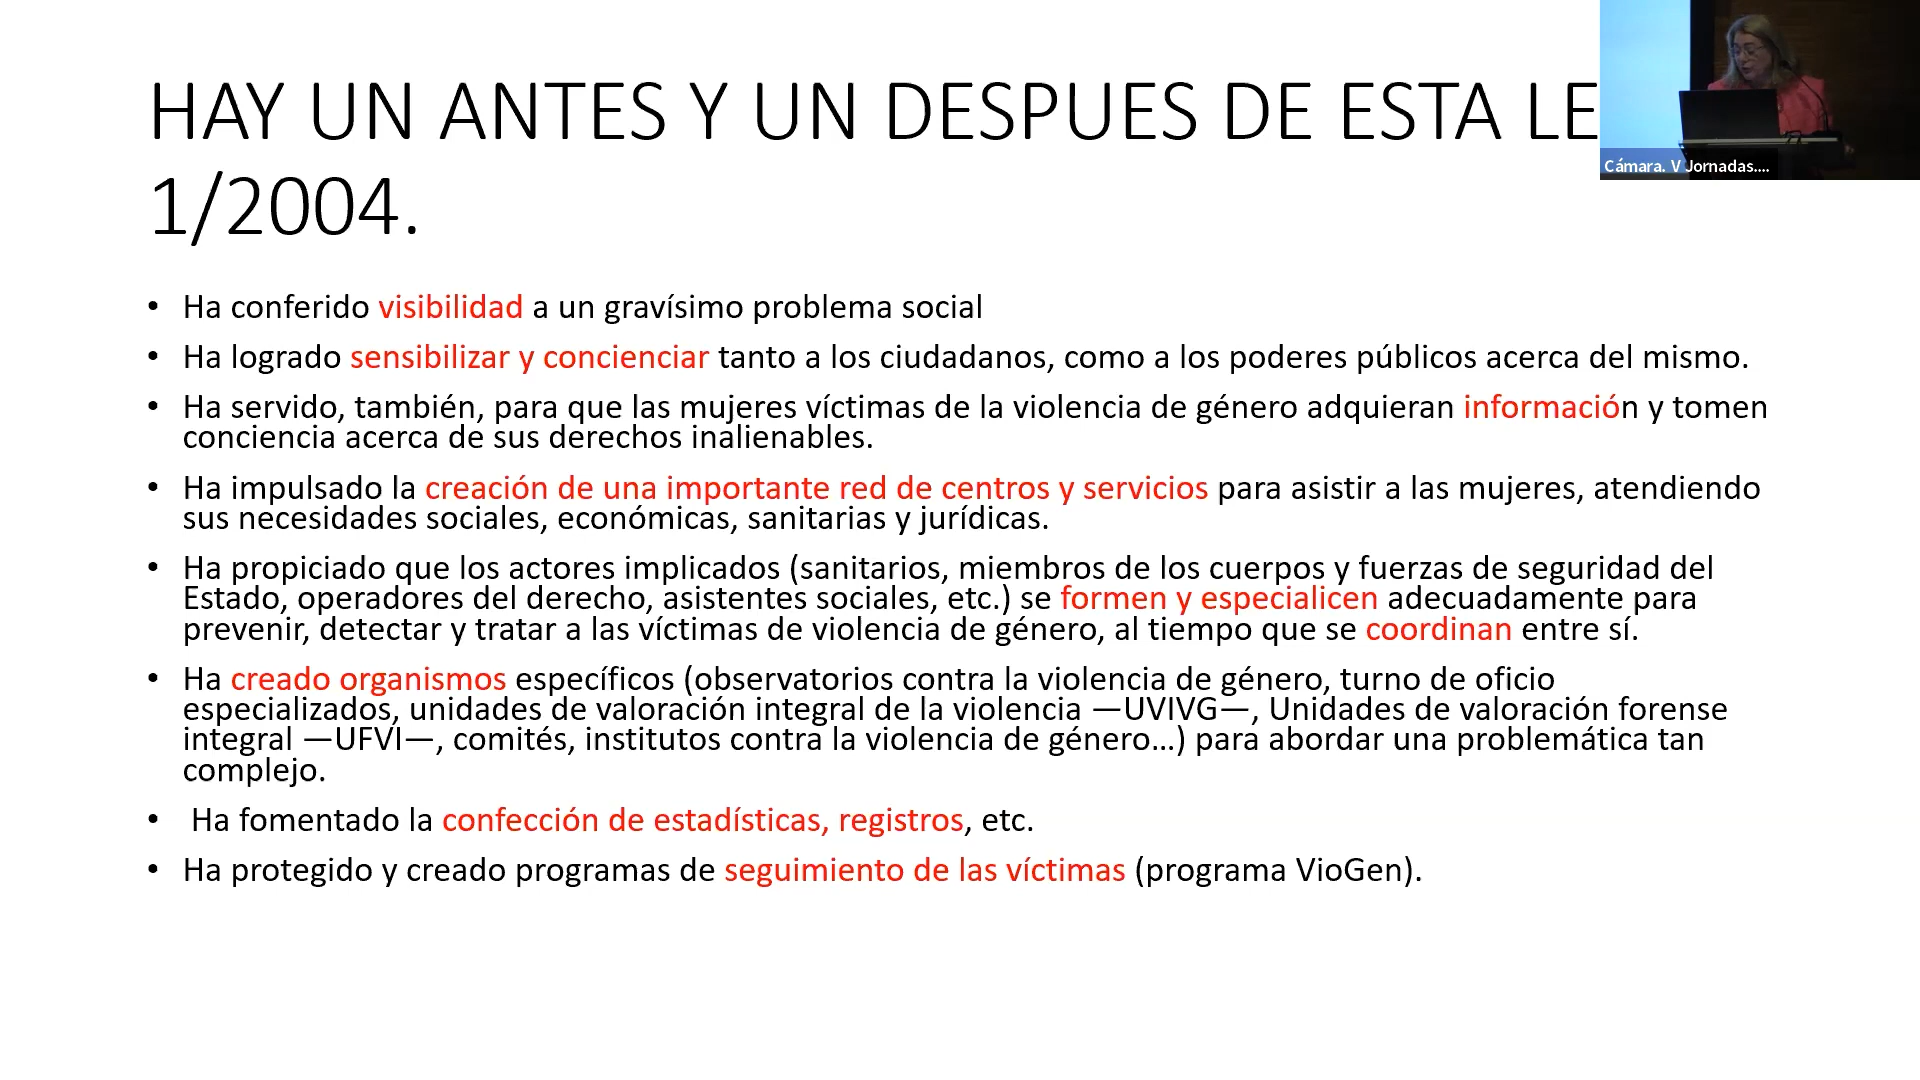 HAY UN ANTES Y UN DESPUES DE ESTA LE
1/2004.
Cámara. V Jornadas....
• Ha conferido visibilidad a un gravísimo problema social
• Ha logrado sensibilizar y concienciar tanto a los ciudadanos, como a los poderes públicos acerca del mismo.
• Ha servido, también, para que las mujeres víctimas de la violencia de género adquieran información y tomen
conciencia acerca de sus derechos inalienables.
• Ha impulsado la creación de una importante red de centros y servicios para asistir a las mujeres, atendiendo
sus necesidades sociales, económicas, sanitarias y jurídicas.
• Ha propiciado que los actores implicados (sanitarios, miembros de los cuerpos y fuerzas de seguridad del
Estado, operadores del derecho, asistentes sociales, etc.) se formen y especialicen adecuadamente para
prevenir, detectar y tratar a las víctimas de violencia de género, al tiempo que se coordinan entre sí.
• Ha creado organismos específicos (observatorios contra la violencia de género, turno de oficio
especializados, unidades de valoración integral de la violencia —UVIVG—, Unidades de valoración forense
integral —UFVI—, comités, institutos contra la violencia de género…) para abordar una problemática tan
complejo.
• Ha fomentado la confección de estadísticas, registros, etc.
• Ha protegido y creado programas de seguimiento de las víctimas (programa VioGen).